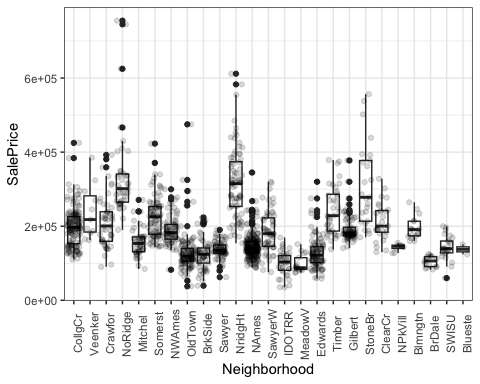 SalePrice
6e+05
4e+05
2e+05
0e+00
CollgCr
Veenker
Crawfor
NoRidge
Mitchel
Somerst
NWAmes
OldTown
BrkSide
Sawyer
NridgHt
NAmes
SawyerW
IDOTRR
MeadowV
Edwards
Timber
Gilbert
StoneBr
ClearCr
NPkVill
Blmngtn
BrDale
SWISU
Blueste
Neighborhood